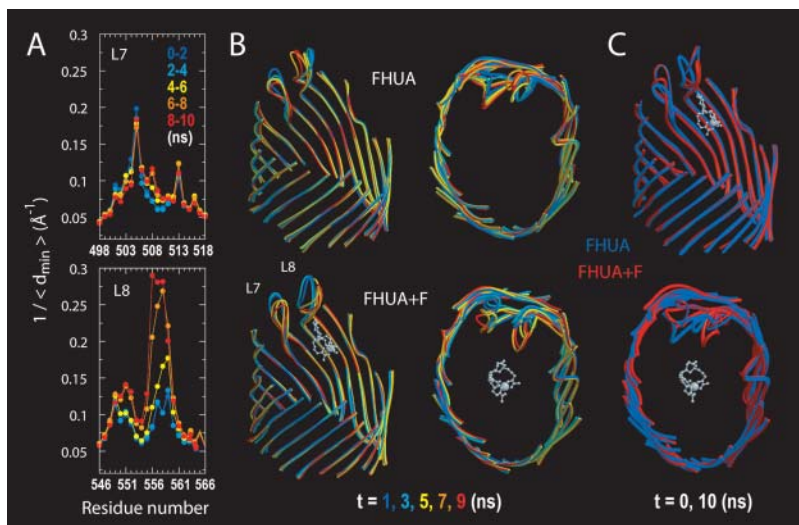 A
B
C
L7
0-2
2-4
4-6
6-8
8-10
(ns)
0.3
0.25
0.2
0.15
0.1
0.05
498 503 508 513 518
1 / < dmin > (Å-1)
L8
0.3
0.25
0.2
0.15
0.1
0.05
546 551 556 561 566
Residue number
FHUA
L7
L8
FHUA+F
t = 1, 3, 5, 7, 9 (ns)
FHUA
FHUA+F
t = 0, 10 (ns)